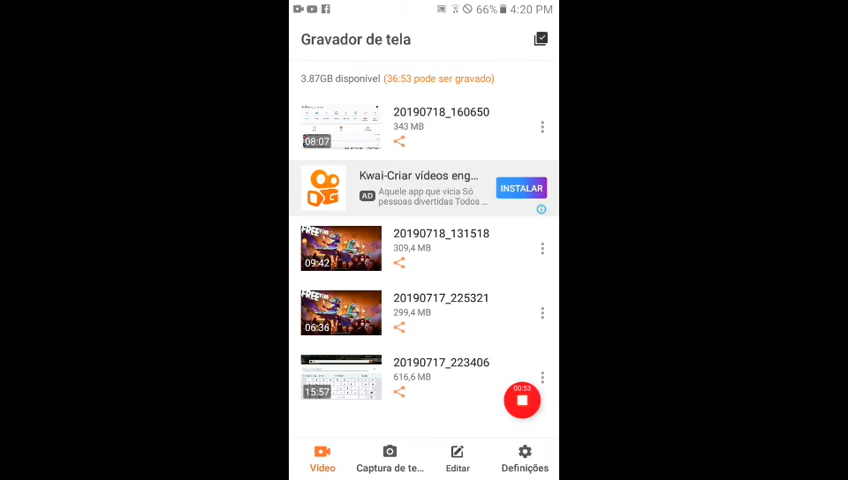 66% 4:20 PM
Gravador de tela
3.87GB disponível (36:53 pode ser gravado)
20190718_160650
343 MB
08:07
Kwai-Criar vídeos eng...
AD Aquele app que vicia Só
pessoas divertidas Todos ...
INSTALAR
20190718_131518
309,4 MB
09:42
20190717_225321
299,4 MB
06:36
20190717_223406
616,6 MB
15:57
00:53
Vídeo
Captura de te...
Editar
Definições